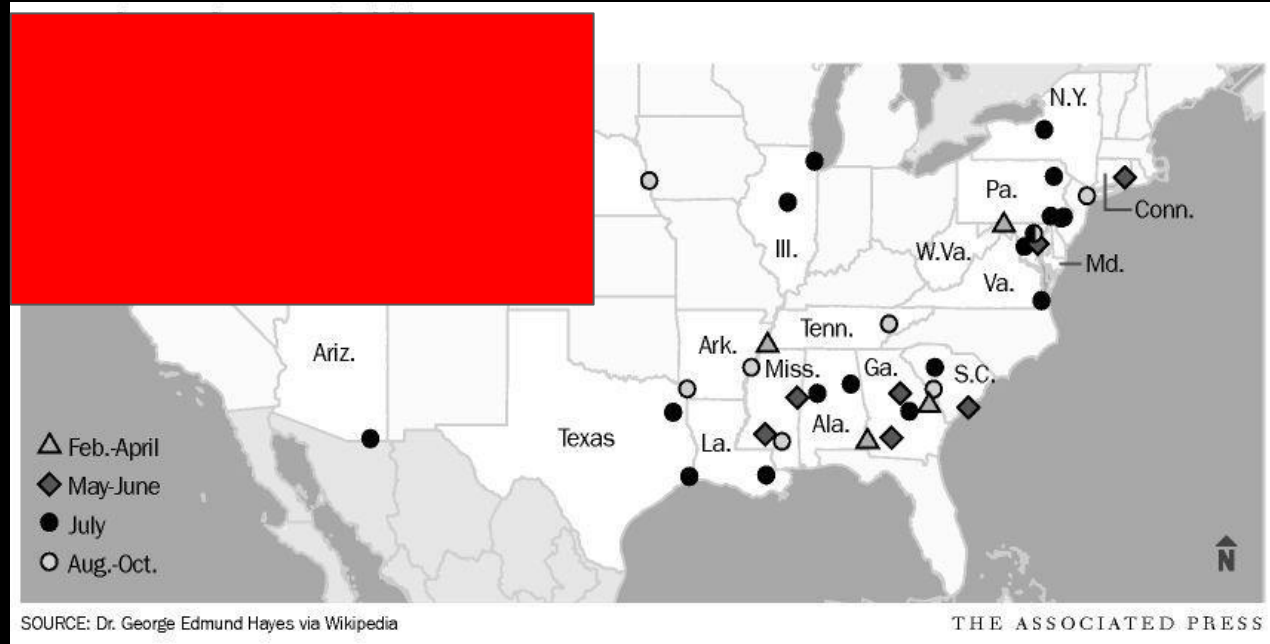 N.Y.
Pa.
Conn.
Ill.
W.Va.
Md.
Va.
Tenn.
Ariz.
Ark.
Miss.
Ga.
S.C.
Texas
La.
Ala.
Feb.-April
May-June
July
Aug.-Oct.
N
SOURCE: Dr. George Edmund Hayes via Wikipedia
THE ASSOCIATED PRESS